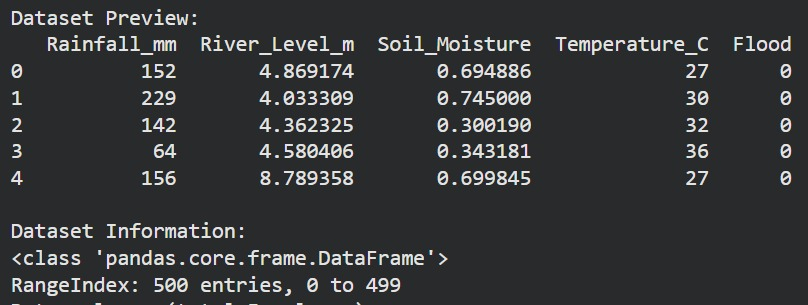 Dataset Preview:
Rainfall_mm River_Level_m Soil_Moisture Temperature_C Flood
0 152 4.869174 0.694886 27 0
1 229 4.033309 0.745000 30 0
2 142 4.362325 0.300190 32 0
3 64 4.580406 0.343181 36 0
4 156 8.789358 0.699845 27 0
Dataset Information:
<class 'pandas.core.frame.DataFrame'>
RangeIndex: 500 entries, 0 to 499